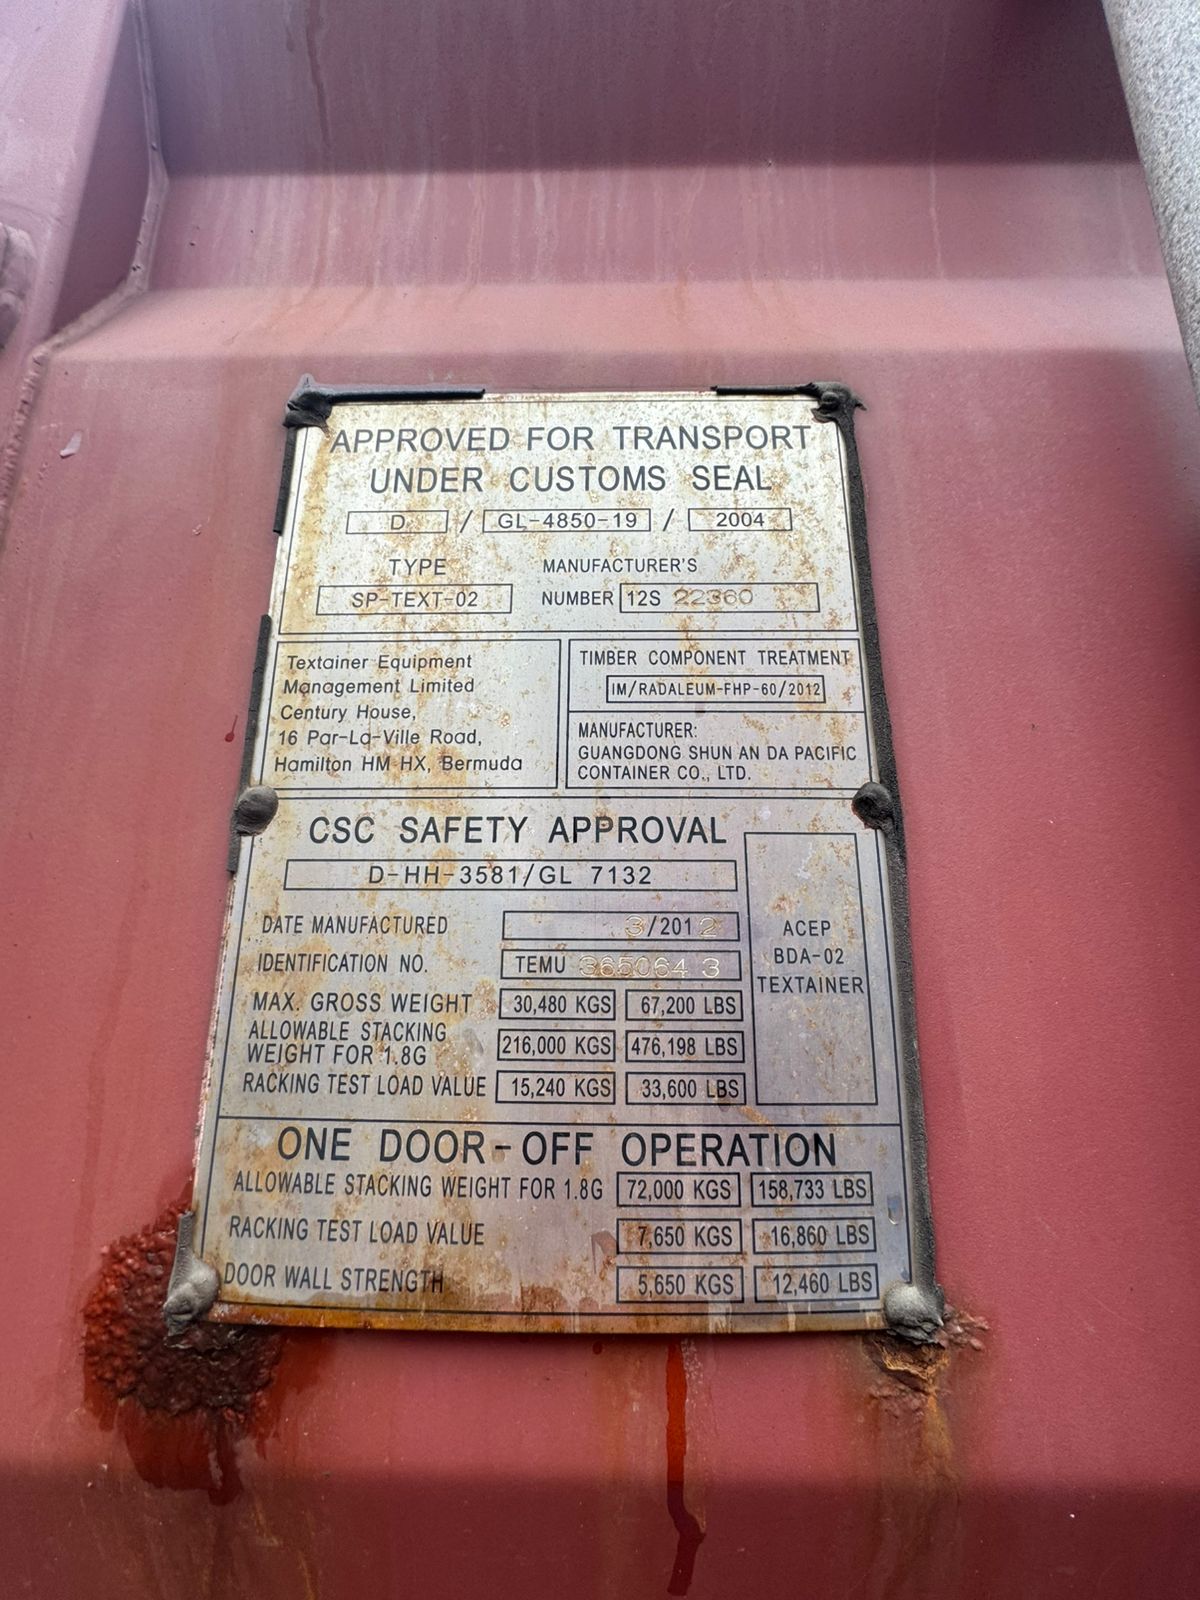 APPROVED FOR TRANSPORT
UNDER CUSTOMS SEAL
D / GL-4850-19 / 2004
TYPE MANUFACTURER'S
SP-TEXT-02 NUMBER 12S 22360
Textainer Equipment
Management Limited
Century House,
16 Par-La-Ville Road,
Hamilton HM HX, Bermuda
TIMBER COMPONENT TREATMENT
IM/RADALEUM-FHP-60/2012
MANUFACTURER:
GUANGDONG SHUN AN DA PACIFIC
CONTAINER CO., LTD.
CSC SAFETY APPROVAL
D-HH-3581/GL 7132
DATE MANUFACTURED 3/2012
IDENTIFICATION NO. TEMU 365064 3
MAX. GROSS WEIGHT 30,480 KGS 67,200 LBS
ALLOWABLE STACKING
WEIGHT FOR 1.8G 216,000 KGS 476,198 LBS
RACKING TEST LOAD VALUE 15,240 KGS 33,600 LBS
ACEP
BDA-02
TEXTAINER
ONE DOOR-OFF OPERATION
ALLOWABLE STACKING WEIGHT FOR 1.8G 72,000 KGS 158,733 LBS
RACKING TEST LOAD VALUE 7,650 KGS 16,860 LBS
DOOR WALL STRENGTH 5,650 KGS 12,460 LBS